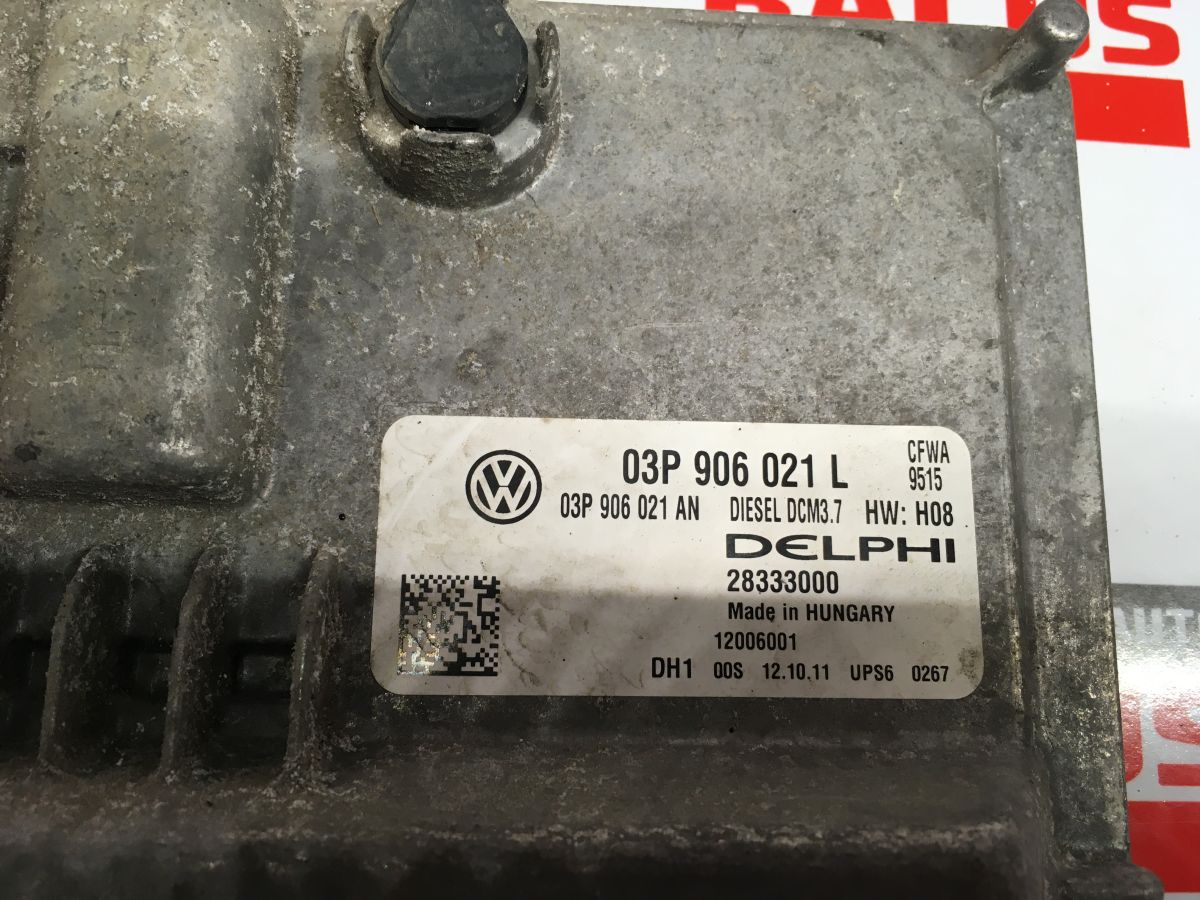 CFWA
03P 906 021 L 9515
03P 906 021 AN DIESEL DCM3.7 HW: H08
DELPHI
28333000
Made in HUNGARY
12006001
DH1 00S 12.10.11 UPS6 0267